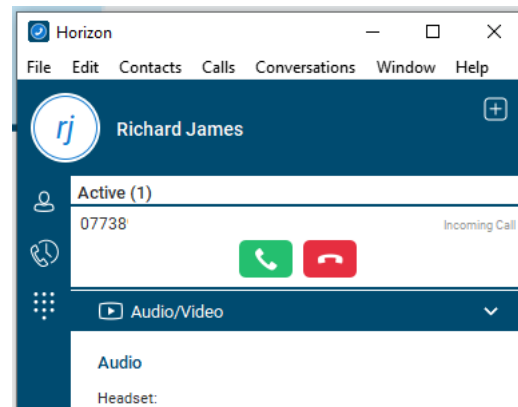 Horizon
File Edit Contacts Calls Conversations Window Help
rj Richard James
Active (1)
07738
Incoming Call
Audio/Video
Audio
Headset: